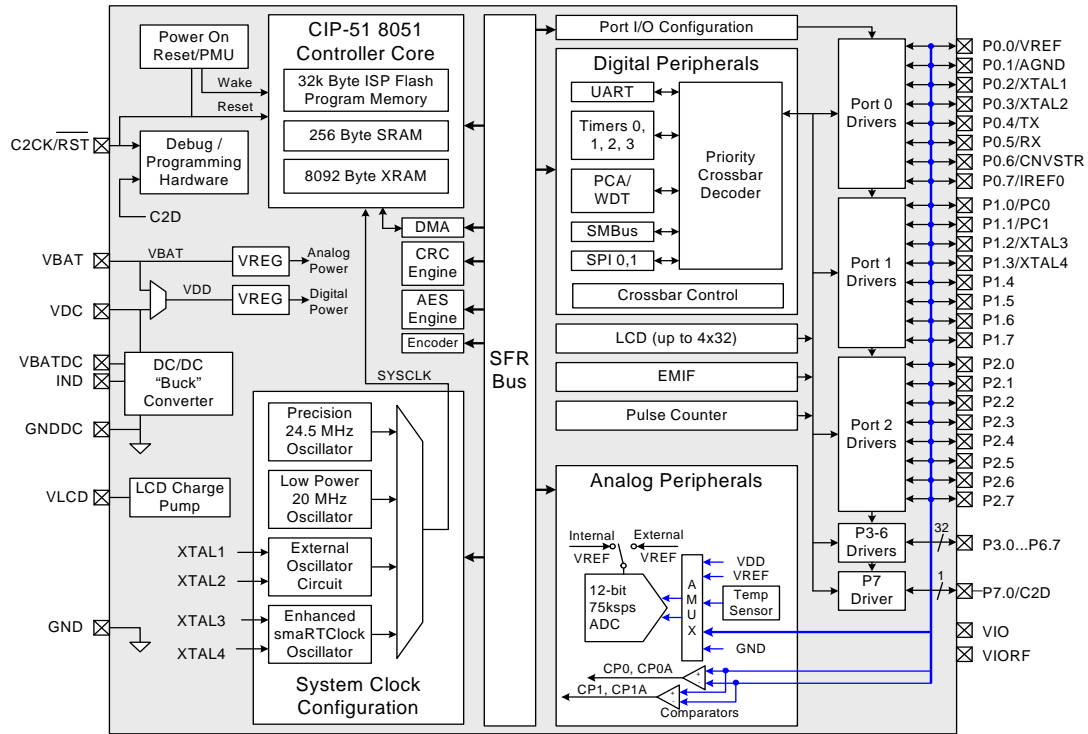 Power On
Reset/PMU
Wake
Reset
C2CK/RST
Debug /
Programming
Hardware
C2D
CIP-51 8051
Controller Core
32k Byte ISP Flash
Program Memory
256 Byte SRAM
8092 Byte XRAM
DMA
CRC
Engine
AES
Engine
Encoder
VBAT
VBAT
VREG
Analog
Power
VDC
VDD
VREG
Digital
Power
VBATDC
IND
DC/DC
“Buck”
Converter
GNDDC
VLCD
LCD Charge
Pump
SYSCLK
Precision
24.5 MHz
Oscillator
Low Power
20 MHz
Oscillator
XTAL1
XTAL2
External
Oscillator
Circuit
XTAL3
XTAL4
Enhanced
smaRTClock
Oscillator
System Clock
Configuration
GND
SFR
Bus
Port I/O Configuration
Digital Peripherals
UART
Timers 0,
1, 2, 3
PCA/
WDT
SMBus
SPI 0,1
Priority
Crossbar
Decoder
Crossbar Control
LCD (up to 4x32)
EMIF
Pulse Counter
Analog Peripherals
Internal
VREF
External
VREF
12-bit
75ksps
ADC
A
M
U
X
VDD
VREF
Temp
Sensor
GND
CP0, CP0A
CP1, CP1A
+
-
+
-
Comparators
Port 0
Drivers
Port 1
Drivers
Port 2
Drivers
P3-6
Drivers
P7
Driver
32
1
P0.0/VREF
P0.1/AGND
P0.2/XTAL1
P0.3/XTAL2
P0.4/TX
P0.5/RX
P0.6/CNVSTR
P0.7/IREF0
P1.0/PC0
P1.1/PC1
P1.2/XTAL3
P1.3/XTAL4
P1.4
P1.5
P1.6
P1.7
P2.0
P2.1
P2.2
P2.3
P2.4
P2.5
P2.6
P2.7
P3.0...P6.7
P7.0/C2D
VIO
VIORF